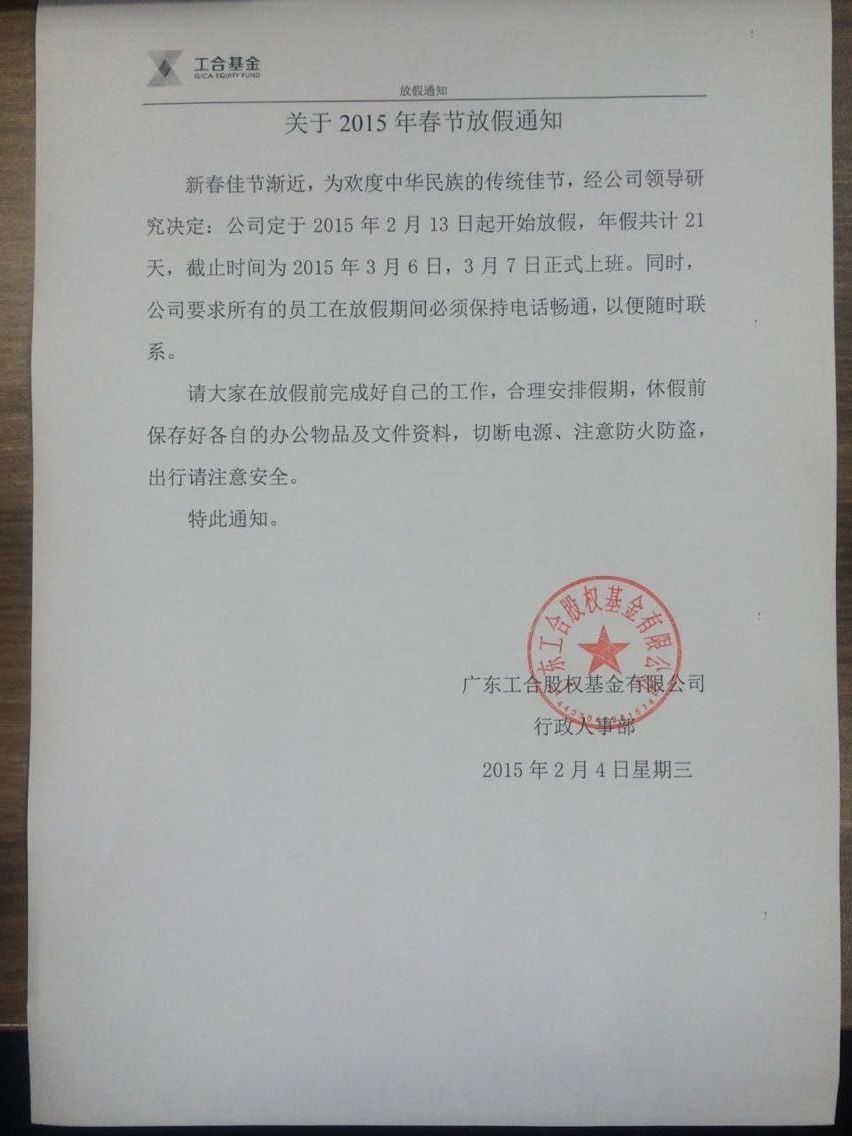 工合基金
G/CA EQUITY FUND
放假通知
关于 2015 年春节放假通知
新春佳节渐近，为欢度中华民族的传统佳节，经公司领导研
究决定：公司定于 2015 年 2 月 13 日起开始放假，年假共计 21
天，截止时间为 2015 年 3 月 6 日，3 月 7 日正式上班。同时，
公司要求所有的员工在放假期间必须保持电话畅通，以便随时联
系。
请大家在放假前完成好自己的工作，合理安排假期，休假前
保存好各自的办公物品及文件资料，切断电源、注意防火防盗，
出行请注意安全。
特此通知。
广东工合股权基金有限公司
广东工合股权基金有限公司
行政人事部
2015 年 2 月 4 日星期三